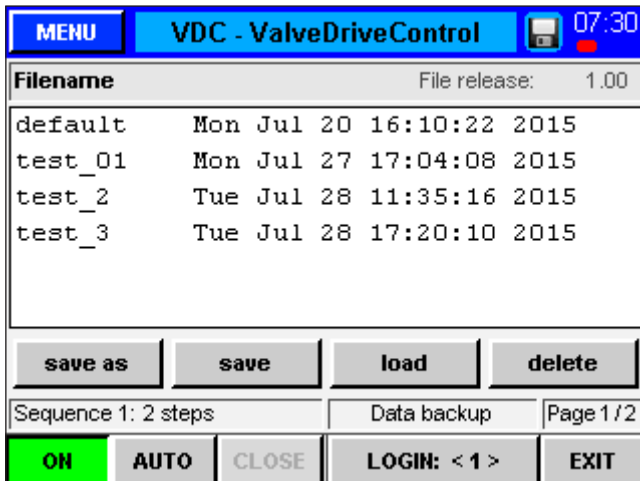 MENU VDC - ValveDriveControl 07:30
Filename File release: 1.00
default Mon Jul 20 16:10:22 2015
test_01 Mon Jul 27 17:04:08 2015
test_2 Tue Jul 28 11:35:16 2015
test_3 Tue Jul 28 17:20:10 2015
save as save load delete
Sequence 1: 2 steps Data backup Page 1 / 2
ON AUTO CLOSE LOGIN: < 1 > EXIT